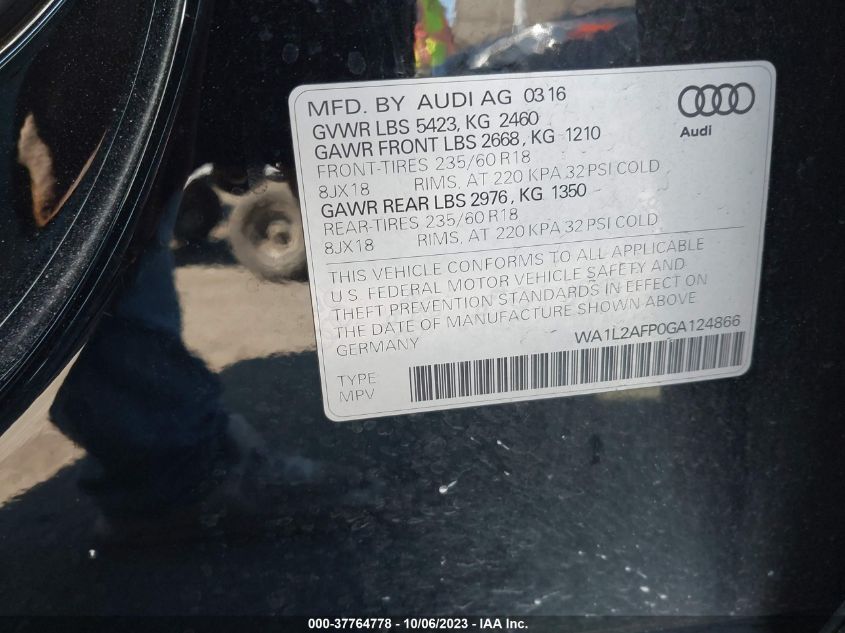 MFD. BY AUDI AG 03 16
GVWR LBS 5423, KG 2460
GAWR FRONT LBS 2668, KG 1210
FRONT-TIRES 235/60 R18
8JX18 RIMS, AT 220 KPA 32 PSI COLD
GAWR REAR LBS 2976, KG 1350
REAR-TIRES 235/60 R18
8JX18 RIMS, AT 220 KPA 32 PSI COLD
Audi
THIS VEHICLE CONFORMS TO ALL APPLICABLE
U.S. FEDERAL MOTOR VEHICLE SAFETY AND
THEFT PREVENTION STANDARDS IN EFFECT ON
THE DATE OF MANUFACTURE SHOWN ABOVE.
GERMANY
WA1L2AFP0GA124866
TYPE
MPV
000-37764778 - 10/06/2023 - IAAI Inc.